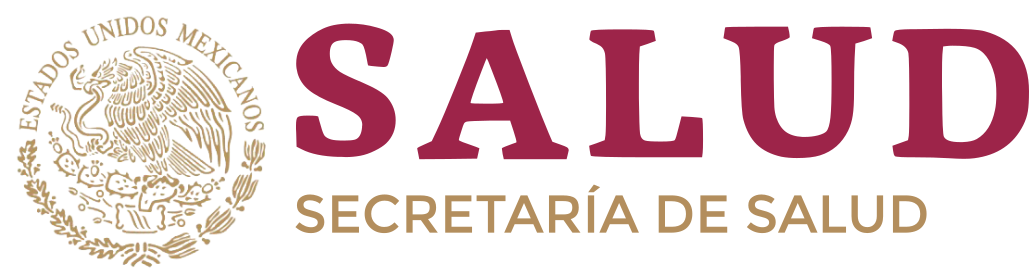 ESTADOS UNIDOS MEXICANOS
SALUD
SECRETARÍA DE SALUD